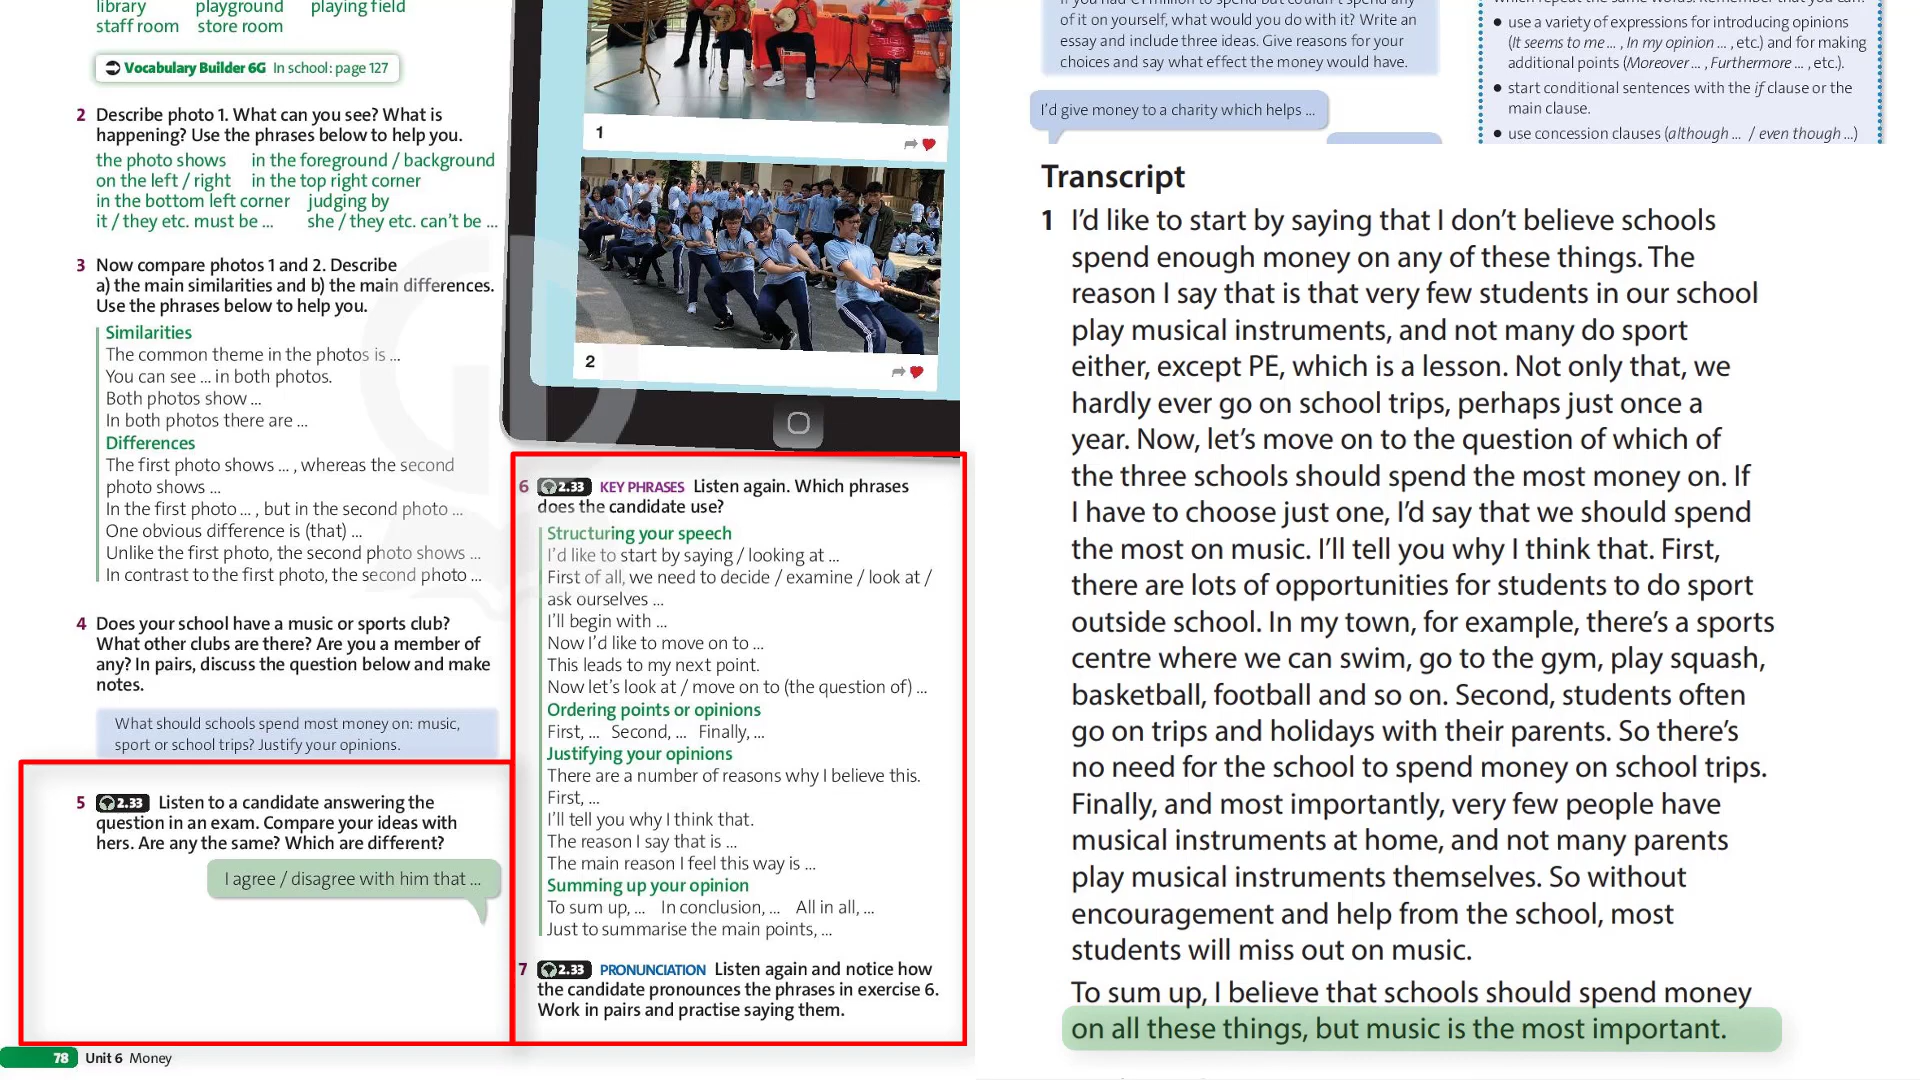 library playground playing field
staff room store room
Vocabulary Builder 6G In school: page 127
2 Describe photo 1. What can you see? What is
happening? Use the phrases below to help you.
the photo shows in the foreground / background
on the left / right in the top right corner
in the bottom left corner judging by
it / they etc. must be ... she / they etc. can't be ...
3 Now compare photos 1 and 2. Describe
a) the main similarities and b) the main differences.
Use the phrases below to help you.
Similarities
The common theme in the photos is ...
You can see ... in both photos.
Both photos show ...
In both photos there are ...
Differences
The first photo shows ... , whereas the second
photo shows ...
In the first photo ... , but in the second photo ...
One obvious difference is (that) ...
Unlike the first photo, the second photo shows ...
In contrast to the first photo, the second photo ...
4 Does your school have a music or sports club?
What other clubs are there? Are you a member of
any? In pairs, discuss the question below and make
notes.
What should schools spend most money on: music,
sport or school trips? Justify your opinions.
5 2.33 Listen to a candidate answering the
question in an exam. Compare your ideas with
hers. Are any the same? Which are different?
I agree / disagree with him that ...
78 Unit 6 Money
1
2
6 2.33 KEY PHRASES Listen again. Which phrases
does the candidate use?
Structuring your speech
I'd like to start by saying / looking at ...
First of all, we need to decide / examine / look at /
ask ourselves ...
I'll begin with ...
Now I'd like to move on to ...
This leads to my next point.
Now let's look at / move on to (the question of) ...
Ordering points or opinions
First, ... Second, ... Finally, ...
Justifying your opinions
There are a number of reasons why I believe this.
First, ...
I'll tell you why I think that.
The reason I say that is ...
The main reason I feel this way is ...
Summing up your opinion
To sum up, ... In conclusion, ... All in all, ...
Just to summarise the main points, ...
7 2.33 PRONUNCIATION Listen again and notice how
the candidate pronounces the phrases in exercise 6.
Work in pairs and practise saying them.
of it on yourself, what would you do with it? Write an
essay and include three ideas. Give reasons for your
choices and say what effect the money would have.
I'd give money to a charity which helps ...
• use a variety of expressions for introducing opinions
(It seems to me ... , In my opinion ... , etc.) and for making
additional points (Moreover ... , Furthermore ... , etc.).
• start conditional sentences with the if clause or the
main clause.
• use concession clauses (although ... / even though ...)
Transcript
1 I'd like to start by saying that I don't believe schools
spend enough money on any of these things. The
reason I say that is that very few students in our school
play musical instruments, and not many do sport
either, except PE, which is a lesson. Not only that, we
hardly ever go on school trips, perhaps just once a
year. Now, let's move on to the question of which of
the three schools should spend the most money on. If
I have to choose just one, I'd say that we should spend
the most on music. I'll tell you why I think that. First,
there are lots of opportunities for students to do sport
outside school. In my town, for example, there's a sports
centre where we can swim, go to the gym, play squash,
basketball, football and so on. Second, students often
go on trips and holidays with their parents. So there's
no need for the school to spend money on school trips.
Finally, and most importantly, very few people have
musical instruments at home, and not many parents
play musical instruments themselves. So without
encouragement and help from the school, most
students will miss out on music.
To sum up, I believe that schools should spend money
on all these things, but music is the most important.